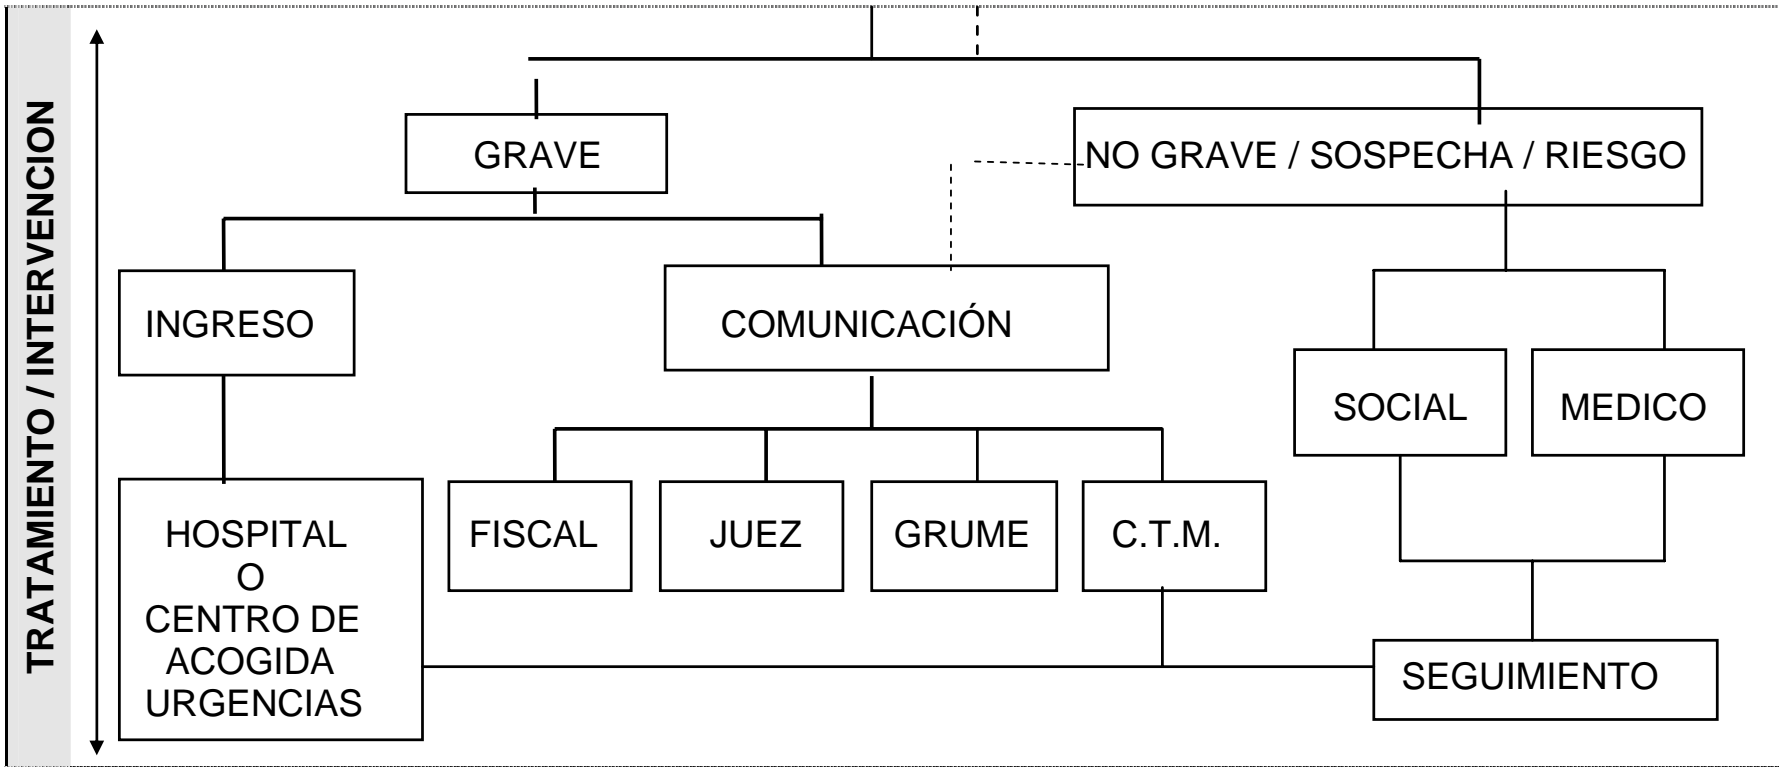 TRATAMIENTO / INTERVENCION
GRAVE
NO GRAVE / SOSPECHA / RIESGO
INGRESO
COMUNICACIÓN
SOCIAL
MEDICO
HOSPITAL
O
CENTRO DE
ACOGIDA
URGENCIAS
FISCAL
JUEZ
GRUME
C.T.M.
SEGUIMIENTO